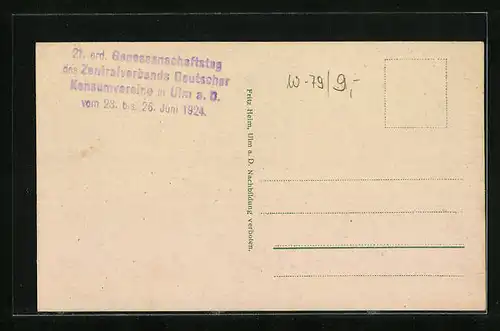 21. ord. Genossenschaftstag
des Zentralverbands Deutscher
Konsumvereine in Ulm a. D.
vom 23. bis 26. Juni 1924.
W-79/9,-
Fritz Helm, Ulm a. D. Nachbildung verboten.